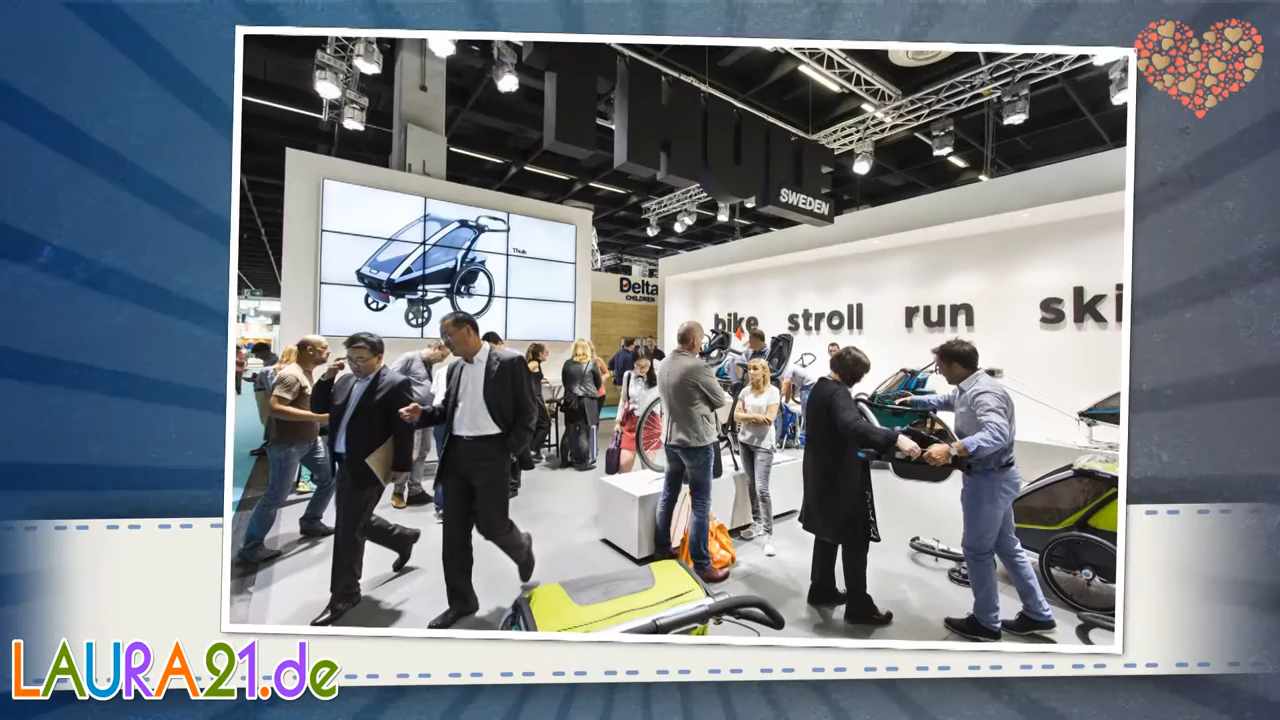 THULE
SWEDEN
Thule
Delta
CHILDREN
bike stroll run ski
LAURA21.de